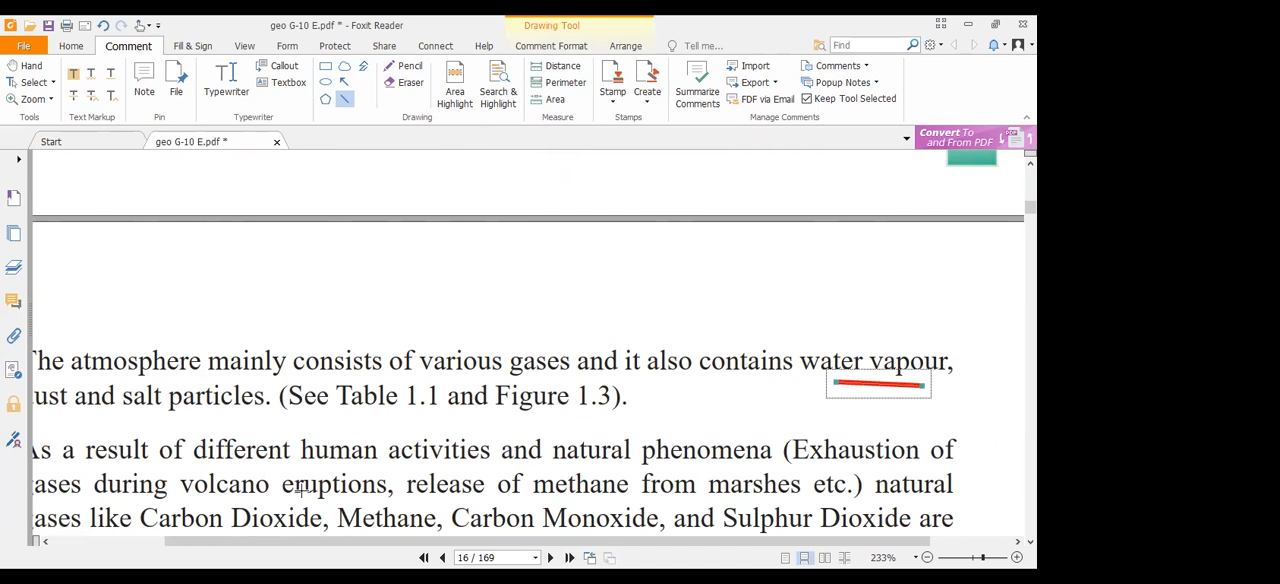 geo G-10 E.pdf * - Foxit Reader
Drawing Tool
File Home Comment Fill & Sign View Form Protect Share Connect Help Comment Format Arrange Tell me... Find
Hand
Select
Zoom
Tools
T T T
T T T
Text Markup
Note
File
Pin
Typewriter
Callout
Textbox
Typewriter
Pencil
Eraser
Drawing
Area Highlight
Search & Highlight
Distance
Perimeter
Area
Measure
Stamp
Create
Stamps
Summarize Comments
Import
Export
FDF via Email
Comments
Popup Notes
Keep Tool Selected
Manage Comments
Start
geo G-10 E.pdf *
Convert To
and From PDF
The atmosphere mainly consists of various gases and it also contains water vapour,
dust and salt particles. (See Table 1.1 and Figure 1.3).
As a result of different human activities and natural phenomena (Exhaustion of
gases during volcano eruptions, release of methane from marshes etc.) natural
gases like Carbon Dioxide, Methane, Carbon Monoxide, and Sulphur Dioxide are
16 / 169
233%